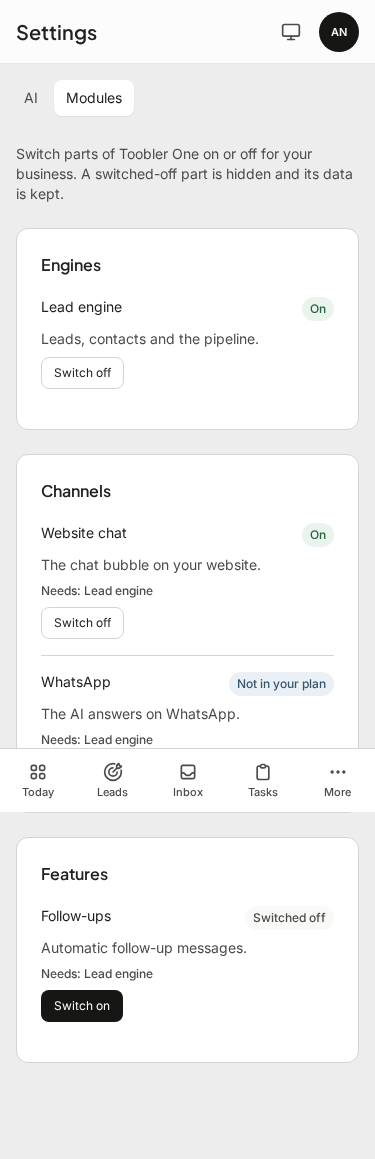 Settings
AN
AI
Modules
Switch parts of Toobler One on or off for your
business. A switched-off part is hidden and its data
is kept.
Engines
Lead engine
On
Leads, contacts and the pipeline.
Switch off
Channels
Website chat
On
The chat bubble on your website.
Needs: Lead engine
Switch off
WhatsApp
Not in your plan
The AI answers on WhatsApp.
Needs: Lead engine
Today
Leads
Inbox
Tasks
More
Features
Follow-ups
Switched off
Automatic follow-up messages.
Needs: Lead engine
Switch on